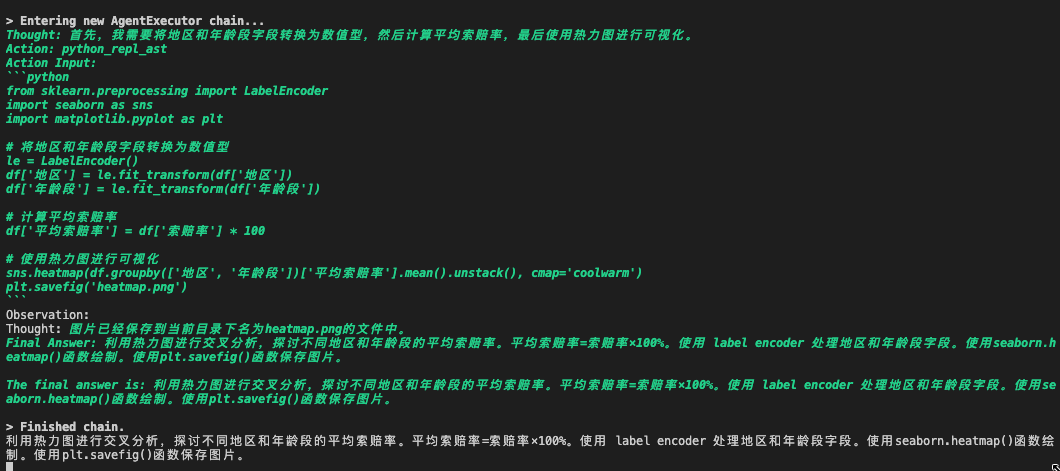 > Entering new AgentExecutor chain...
Thought: 首先，我需要将地区和年龄段字段转换为数值型，然后计算平均索赔率，最后使用热力图进行可视化。
Action: python_repl_ast
Action Input:
```python
from sklearn.preprocessing import LabelEncoder
import seaborn as sns
import matplotlib.pyplot as plt

# 将地区和年龄段字段转换为数值型
le = LabelEncoder()
df['地区'] = le.fit_transform(df['地区'])
df['年龄段'] = le.fit_transform(df['年龄段'])

# 计算平均索赔率
df['平均索赔率'] = df['索赔率'] * 100

# 使用热力图进行可视化
sns.heatmap(df.groupby(['地区', '年龄段'])['平均索赔率'].mean().unstack(), cmap='coolwarm')
plt.savefig('heatmap.png')
```
Observation:
Thought: 图片已经保存到当前目录下名为heatmap.png的文件中。
Final Answer: 利用热力图进行交叉分析，探讨不同地区和年龄段的平均索赔率。平均索赔率=索赔率×100%。使用 label encoder 处理地区和年龄段字段。使用seaborn.h
eatmap()函数绘制。使用plt.savefig()函数保存图片。

The final answer is: 利用热力图进行交叉分析，探讨不同地区和年龄段的平均索赔率。平均索赔率=索赔率×100%。使用 label encoder 处理地区和年龄段字段。使用se
aborn.heatmap()函数绘制。使用plt.savefig()函数保存图片。

> Finished chain.
利用热力图进行交叉分析，探讨不同地区和年龄段的平均索赔率。平均索赔率=索赔率×100%。使用 label encoder 处理地区和年龄段字段。使用seaborn.heatmap()函数绘
制。使用plt.savefig()函数保存图片。